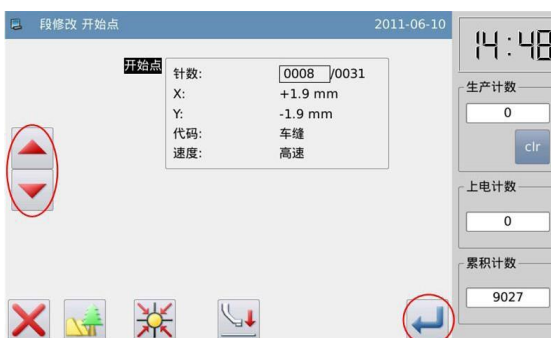 段修改 开始点 2011-06-10
14:48
开始点
针数: 0008 /0031
X: +1.9 mm
Y: -1.9 mm
代码: 车缝
速度: 高速
生产计数
0
clr
上电计数
0
累积计数
9027